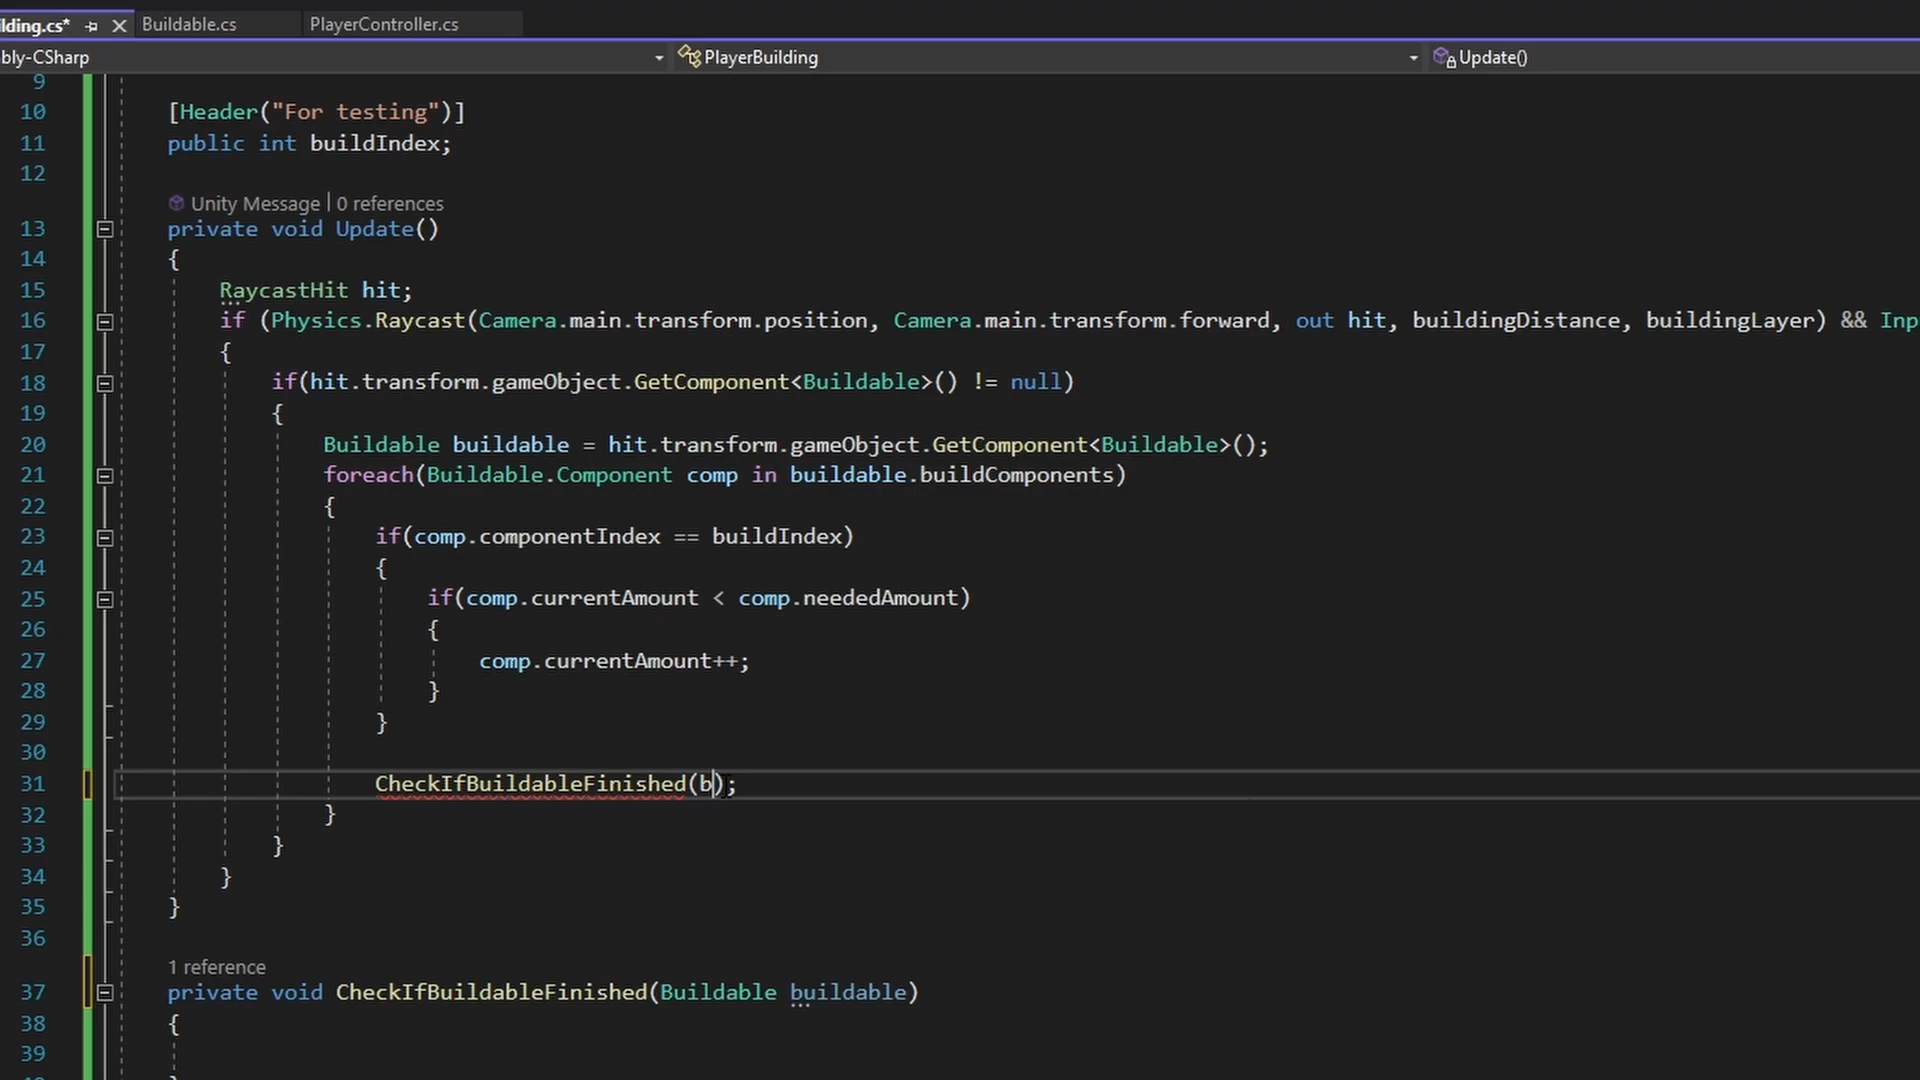 lding.cs* Buildable.cs PlayerController.cs
bly-CSharp PlayerBuilding Update()
9
10 [Header("For testing")]
11 public int buildIndex;
12
Unity Message | 0 references
13 private void Update()
14 {
15 RaycastHit hit;
16 if (Physics.Raycast(Camera.main.transform.position, Camera.main.transform.forward, out hit, buildingDistance, buildingLayer) && Inp
17 {
18 if(hit.transform.gameObject.GetComponent<Buildable>() != null)
19 {
20 Buildable buildable = hit.transform.gameObject.GetComponent<Buildable>();
21 foreach(Buildable.Component comp in buildable.buildComponents)
22 {
23 if(comp.componentIndex == buildIndex)
24 {
25 if(comp.currentAmount < comp.neededAmount)
26 {
27 comp.currentAmount++;
28 }
29 }
30
31 CheckIfBuildableFinished(b);
32 }
33 }
34 }
35 }
36
1 reference
37 private void CheckIfBuildableFinished(Buildable buildable)
38 {
39